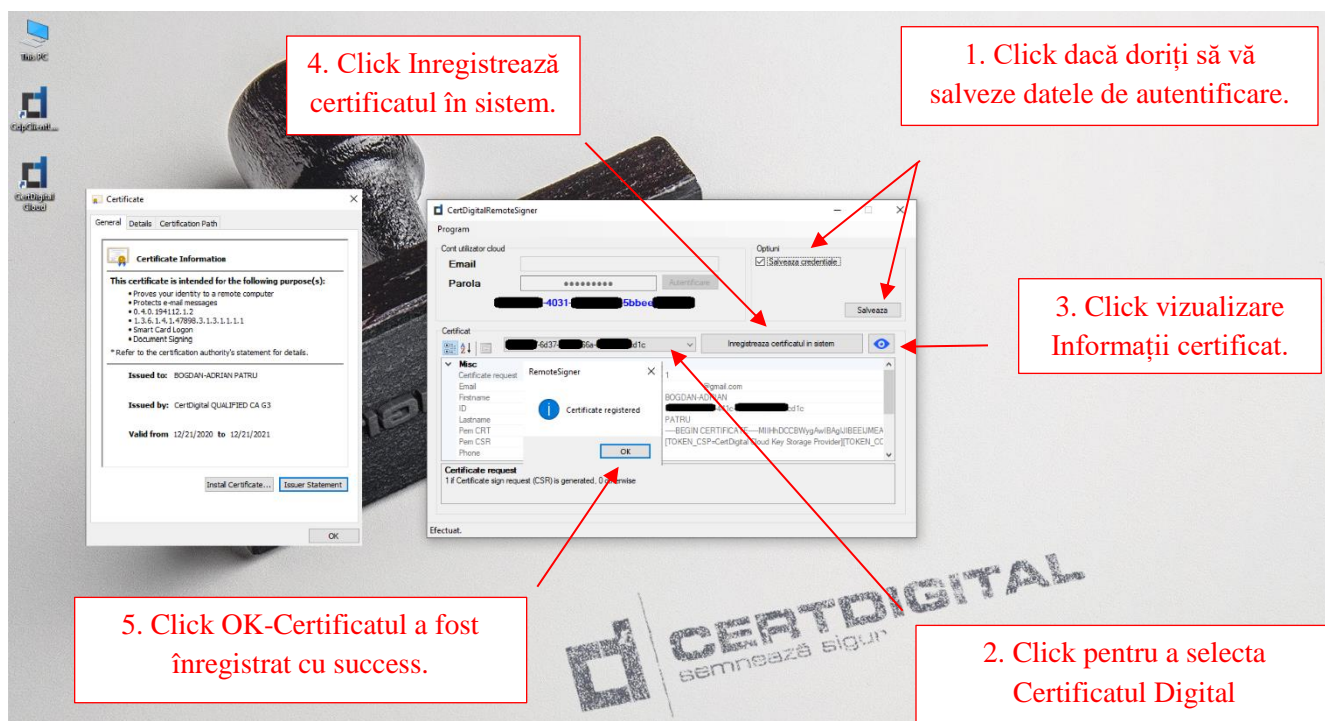 This PC
CertDigital
Cloud
4. Click Inregistrează
certificatul în sistem.
1. Click dacă doriți să vă
salveze datele de autentificare.
3. Click vizualizare
Informații certificat.
5. Click OK-Certificatul a fost
înregistrat cu success.
2. Click pentru a selecta
Certificatul Digital
Certificate
General Details Certification Path
Certificate Information
This certificate is intended for the following purpose(s):
• Proves your identity to a remote computer
• Protects e-mail messages
• 0.4.0.194112.1.2
• 1.3.6.1.4.1.47898.3.1.3.1.1.1.1
• Smart Card Logon
• Document Signing
* Refer to the certification authority's statement for details.
Issued to: BOGDAN-ADRIAN PATRU
Issued by: CertDigital QUALIFIED CA G3
Valid from 12/21/2020 to 12/21/2021
Install Certificate... Issuer Statement
OK
CertDigitalRemoteSigner
Program
Cont utilizator cloud
Email
Parola
Autentificare
-4031- 5bbee
Optiuni
Salveaza credentiale
Salveaza
Certificat
-6d37- 66a- d1c
Inregistreaza certificatul in sistem
Misc
Certificate request 1
Email @gmail.com
Firstname BOGDAN-ADRIAN
ID
Lastname PATRU
Pem CRT
Pem CSR [TOKEN_CSP=CertDigital Cloud Key Storage Provider][TOKEN_CC
Phone
RemoteSigner
Certificate registered
OK
Certificate request
1 if Certificate sign request (CSR) is generated, 0 otherwise
Efectuat.
CERTDIGITAL
semnează sigur